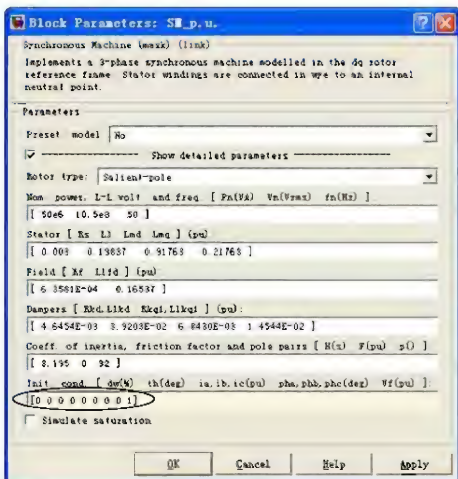 Block Parameters: SM_p.u.
Synchronous Machine (mask) (link)
Implements a 3-phase synchronous machine modelled in the dq rotor
reference frame. Stator windings are connected in wye to an internal
neutral point.
Parameters
Preset model No
Show detailed parameters
Rotor type: Salient-pole
Nom. power, L-L volt. and freq. [ Pn(VA) Vn(Vrms) fn(Hz) ]
[ 50e6 10.5e3 50 ]
Stator [ Rs Ll Lmd Lmq ] (pu)
[ 0.003 0.19837 0.91763 0.21763 ]
Field [ Rf Llfd ] (pu)
[ 6.3581E-04 0.16537 ]
Dampers [ Rkd,Llkd Rkq1,Llkq1 ] (pu):
[ 4.6454E-03 3.9203E-02 6.8430E-03 1.4544E-02 ]
Coeff. of inertia, friction factor and pole pairs [ H(s) F(pu) p() ]
[ 3.195 0 32 ]
Init. cond. [ dw(%) th(deg) ia,ib,ic(pu) pha,phb,phc(deg) Vf(pu) ]:
[0 0 0 0 0 0 0 0 1]
Simulate saturation
OK Cancel Help Apply